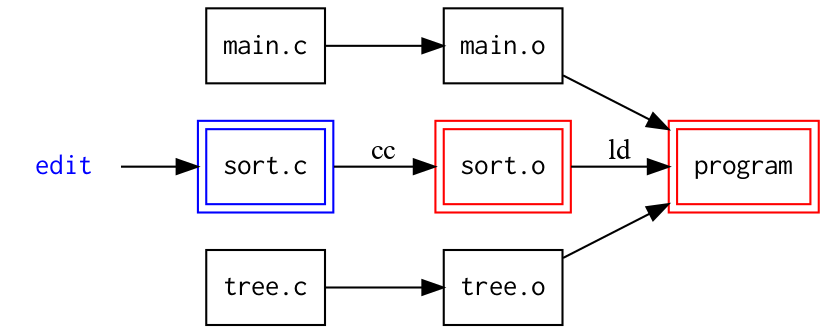 main.c
main.o
edit
sort.c
cc
sort.o
ld
program
tree.c
tree.o